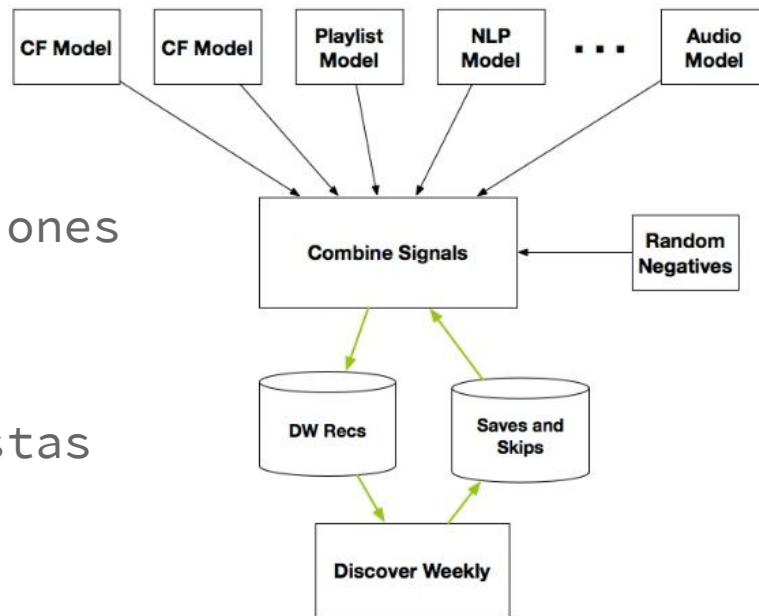 CF Model
CF Model
Playlist
Model
NLP
Model
...
Audio
Model
ones
Combine Signals
Random
Negatives
stas
DW Recs
Saves and
Skips
Discover Weekly